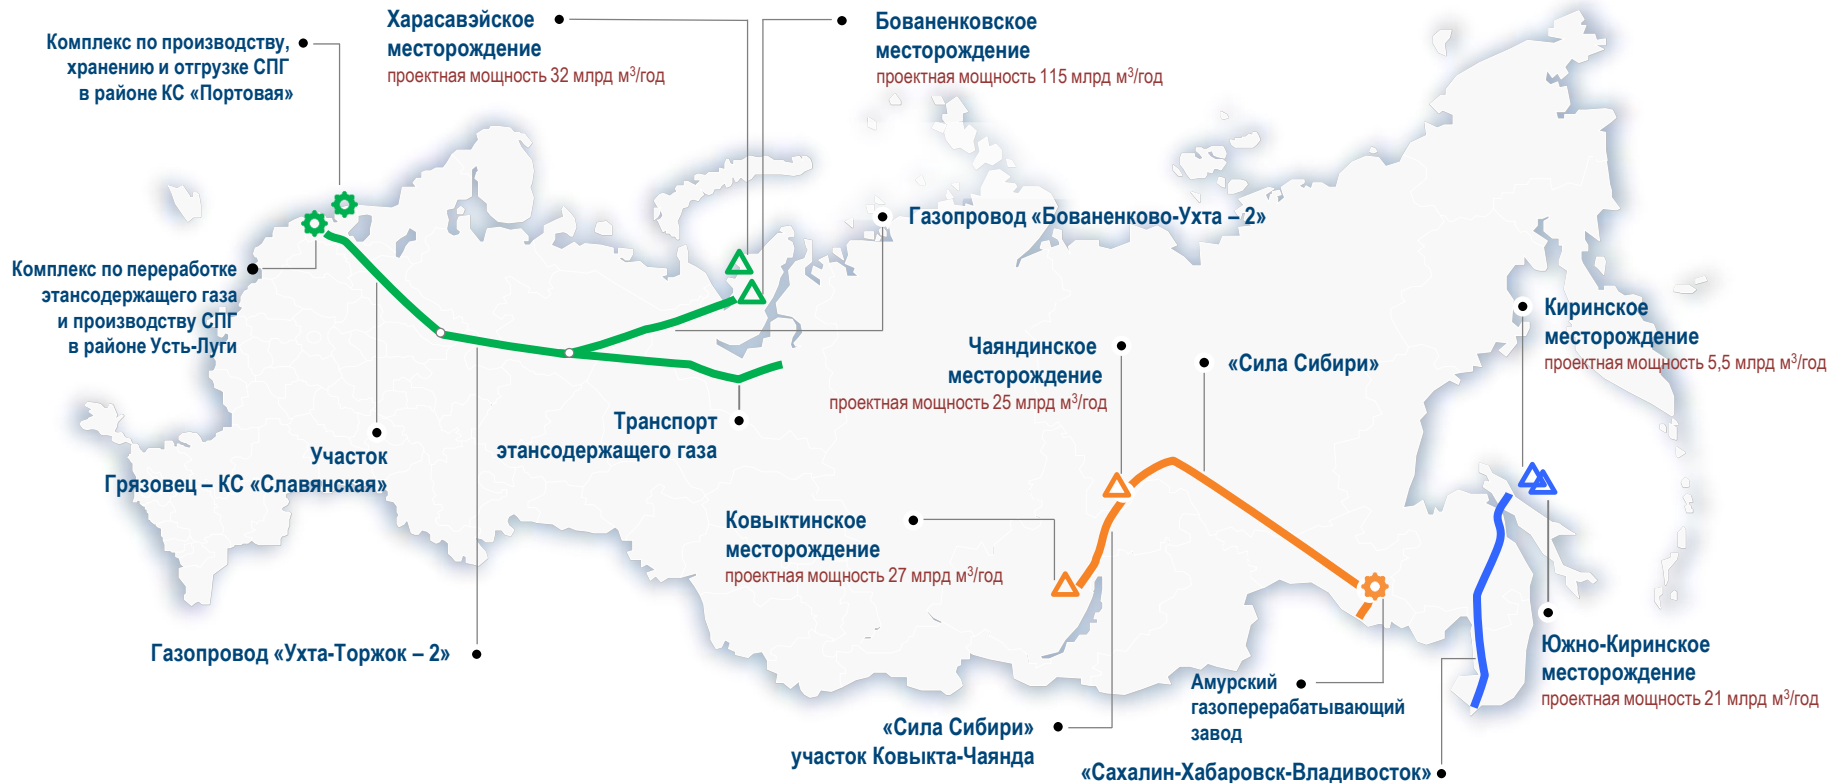 Харасавэйское
месторождение
проектная мощность 32 млрд м³/год
Бованенковское
месторождение
проектная мощность 115 млрд м³/год
Комплекс по производству,
хранению и отгрузке СПГ
в районе КС «Портовая»
Газопровод «Бованенково-Ухта – 2»
Комплекс по переработке
этансодержащего газа
и производству СПГ
в районе Усть-Луги
Киринское
месторождение
проектная мощность 5,5 млрд м³/год
Чаяндинское
месторождение
проектная мощность 25 млрд м³/год
«Сила Сибири»
Транспорт
этансодержащего газа
Участок
Грязовец – КС «Славянская»
Ковыктинское
месторождение
проектная мощность 27 млрд м³/год
Газопровод «Ухта-Торжок – 2»
Южно-Киринское
месторождение
проектная мощность 21 млрд м³/год
Амурский
газоперерабатывающий
завод
«Сила Сибири»
участок Ковыкта-Чаянда
«Сахалин-Хабаровск-Владивосток»